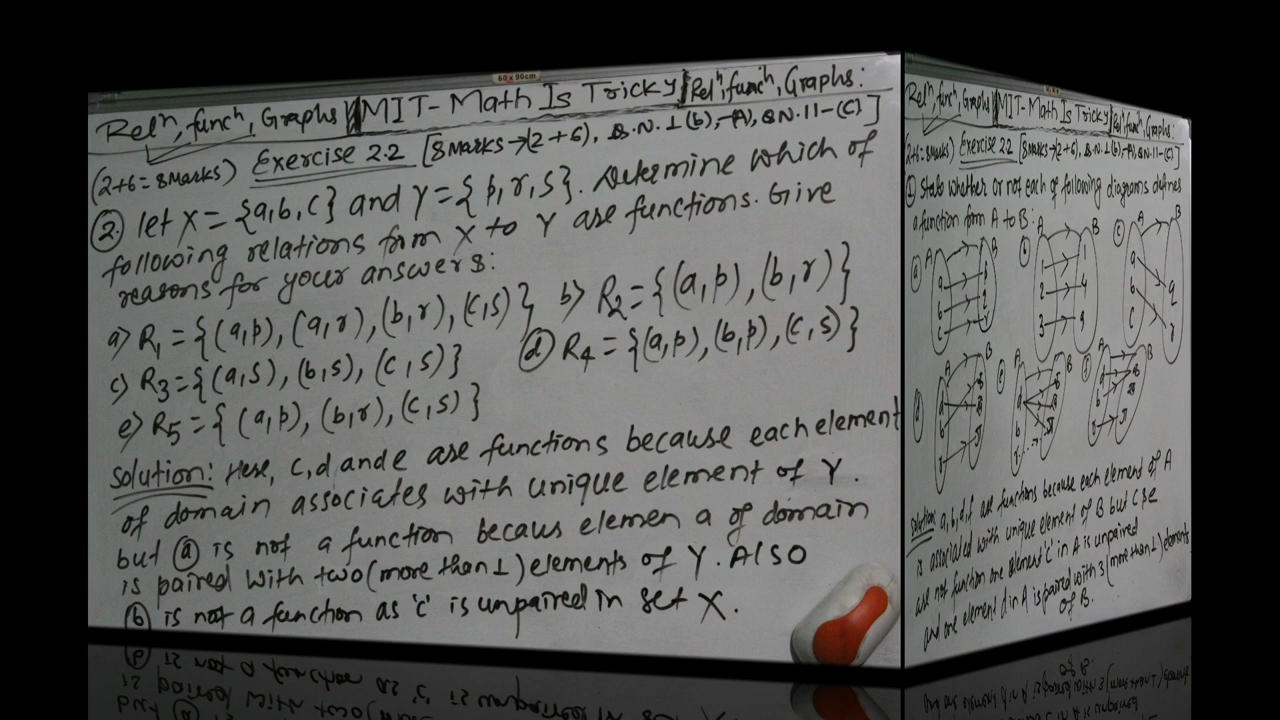 60 x 90cm
Relⁿ, funcⁿ, Graphs || MIT-Math Is Tricky || Relⁿ, funcⁿ, Graphs:
(2+6=8marks) Exercise 2.2 [8marks→(2+6), Q.N.1(b),-(A), Q.N.11-(C)]
② let X = {a,b,c} and Y = {p,r,s}. Determine which of
following relations from X to Y are functions. Give
reasons for your answers:
a) R₁ = {(a,p),(a,r),(b,r),(c,s)} b) R₂ = {(a,p),(b,r)}
c) R₃ = {(a,s),(b,s),(c,s)} ⓓ R₄ = {(a,p),(b,p),(c,s)}
e) R₅ = {(a,p),(b,r),(c,s)}
Solution: Here, c,d and e are functions because each element
of domain associates with unique element of Y.
but ⓐ is not a function becaus elemen a of domain
is paired with two (more than 1) elements of Y. Also
ⓑ is not a function as 'c' is unpaired in set X.
Relⁿ, funcⁿ, Graphs || MIT-Math Is Tricky || Relⁿ, funcⁿ, Graphs:
(2+6=8marks) Exercise 2.2 [8marks→(2+6), Q.N.1(b),-(A), Q.N.11-(C)]
① State whether or not each of following diagrams defines
a function from A to B:
Solution: a,b,d,f are functions because each element of A
is associated with unique element of B but c & e
are not function one element 'c' in A is unpaired
and one element d in A is paired with 3 (more than 1) elements
of B.